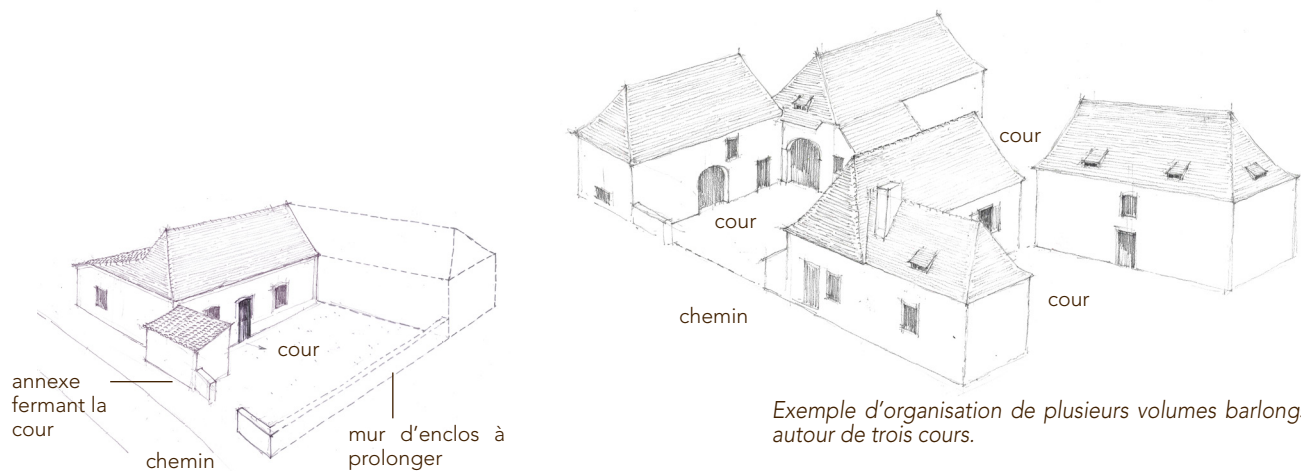 cour
annexe
fermant la
cour
chemin
mur d'enclos à
prolonger
cour
cour
chemin
cour
Exemple d'organisation de plusieurs volumes barlongs
autour de trois cours.